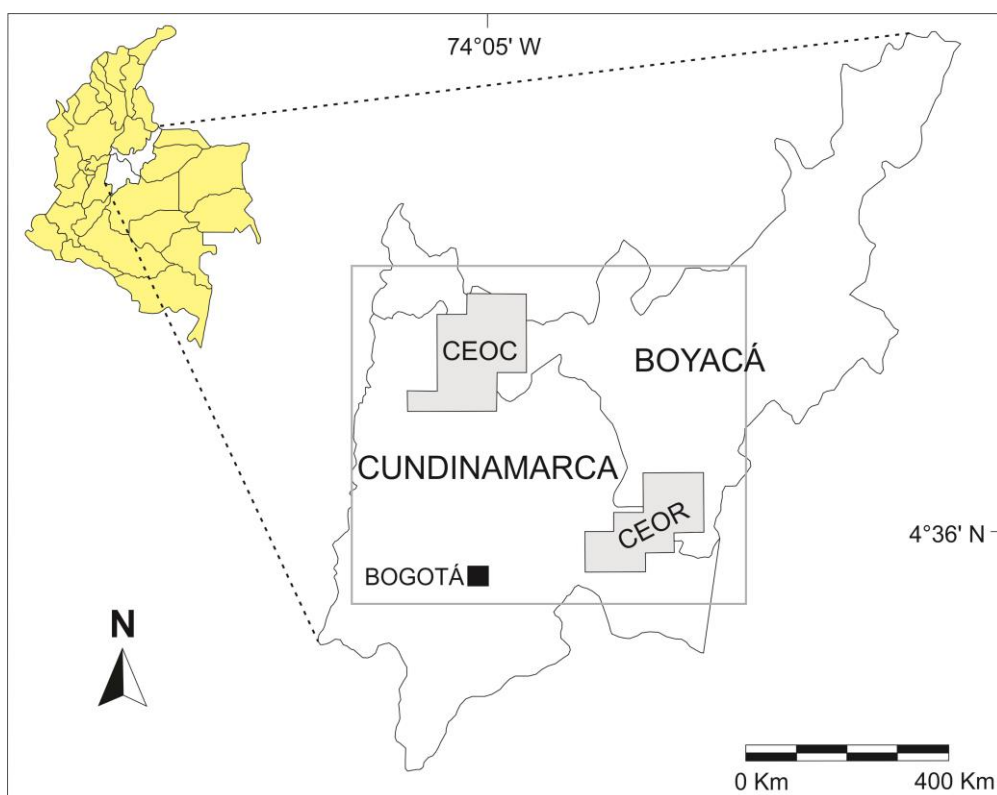 74°05' W
CEOC
BOYACÁ
CUNDINAMARCA
CEOR
4°36' N
BOGOTÁ
N
0 Km 400 Km